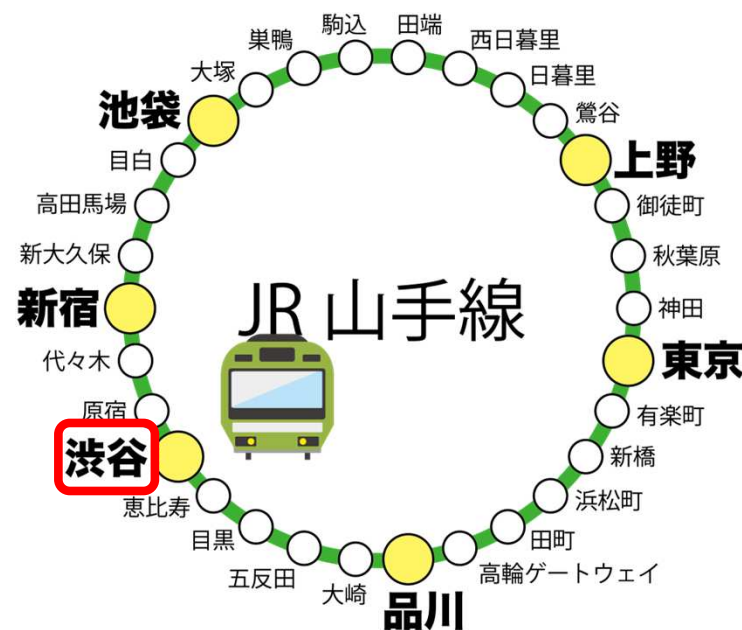 駒込
田端
西日暮里
日暮里
鶯谷
上野
御徒町
秋葉原
神田
東京
有楽町
新橋
浜松町
田町
高輪ゲートウェイ
品川
大崎
五反田
目黒
恵比寿
渋谷
原宿
代々木
新宿
新大久保
高田馬場
目白
池袋
大塚
巣鴨
JR 山手線